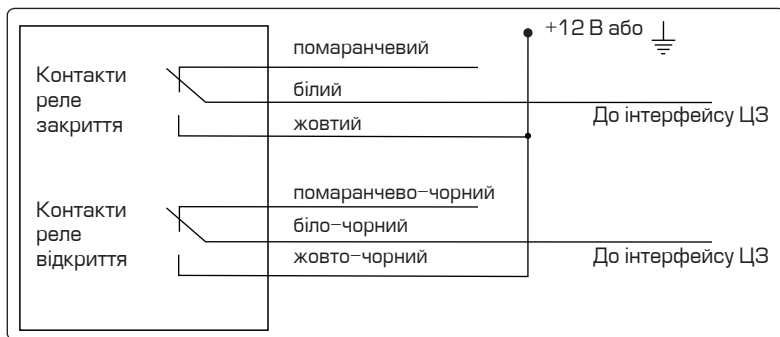 +12 В або
помаранчевий
Контакти
реле
закриття
білий
До інтерфейсу ЦЗ
жовтий
помаранчево-чорний
Контакти
реле
відкриття
біло-чорний
жовто-чорний
До інтерфейсу ЦЗ